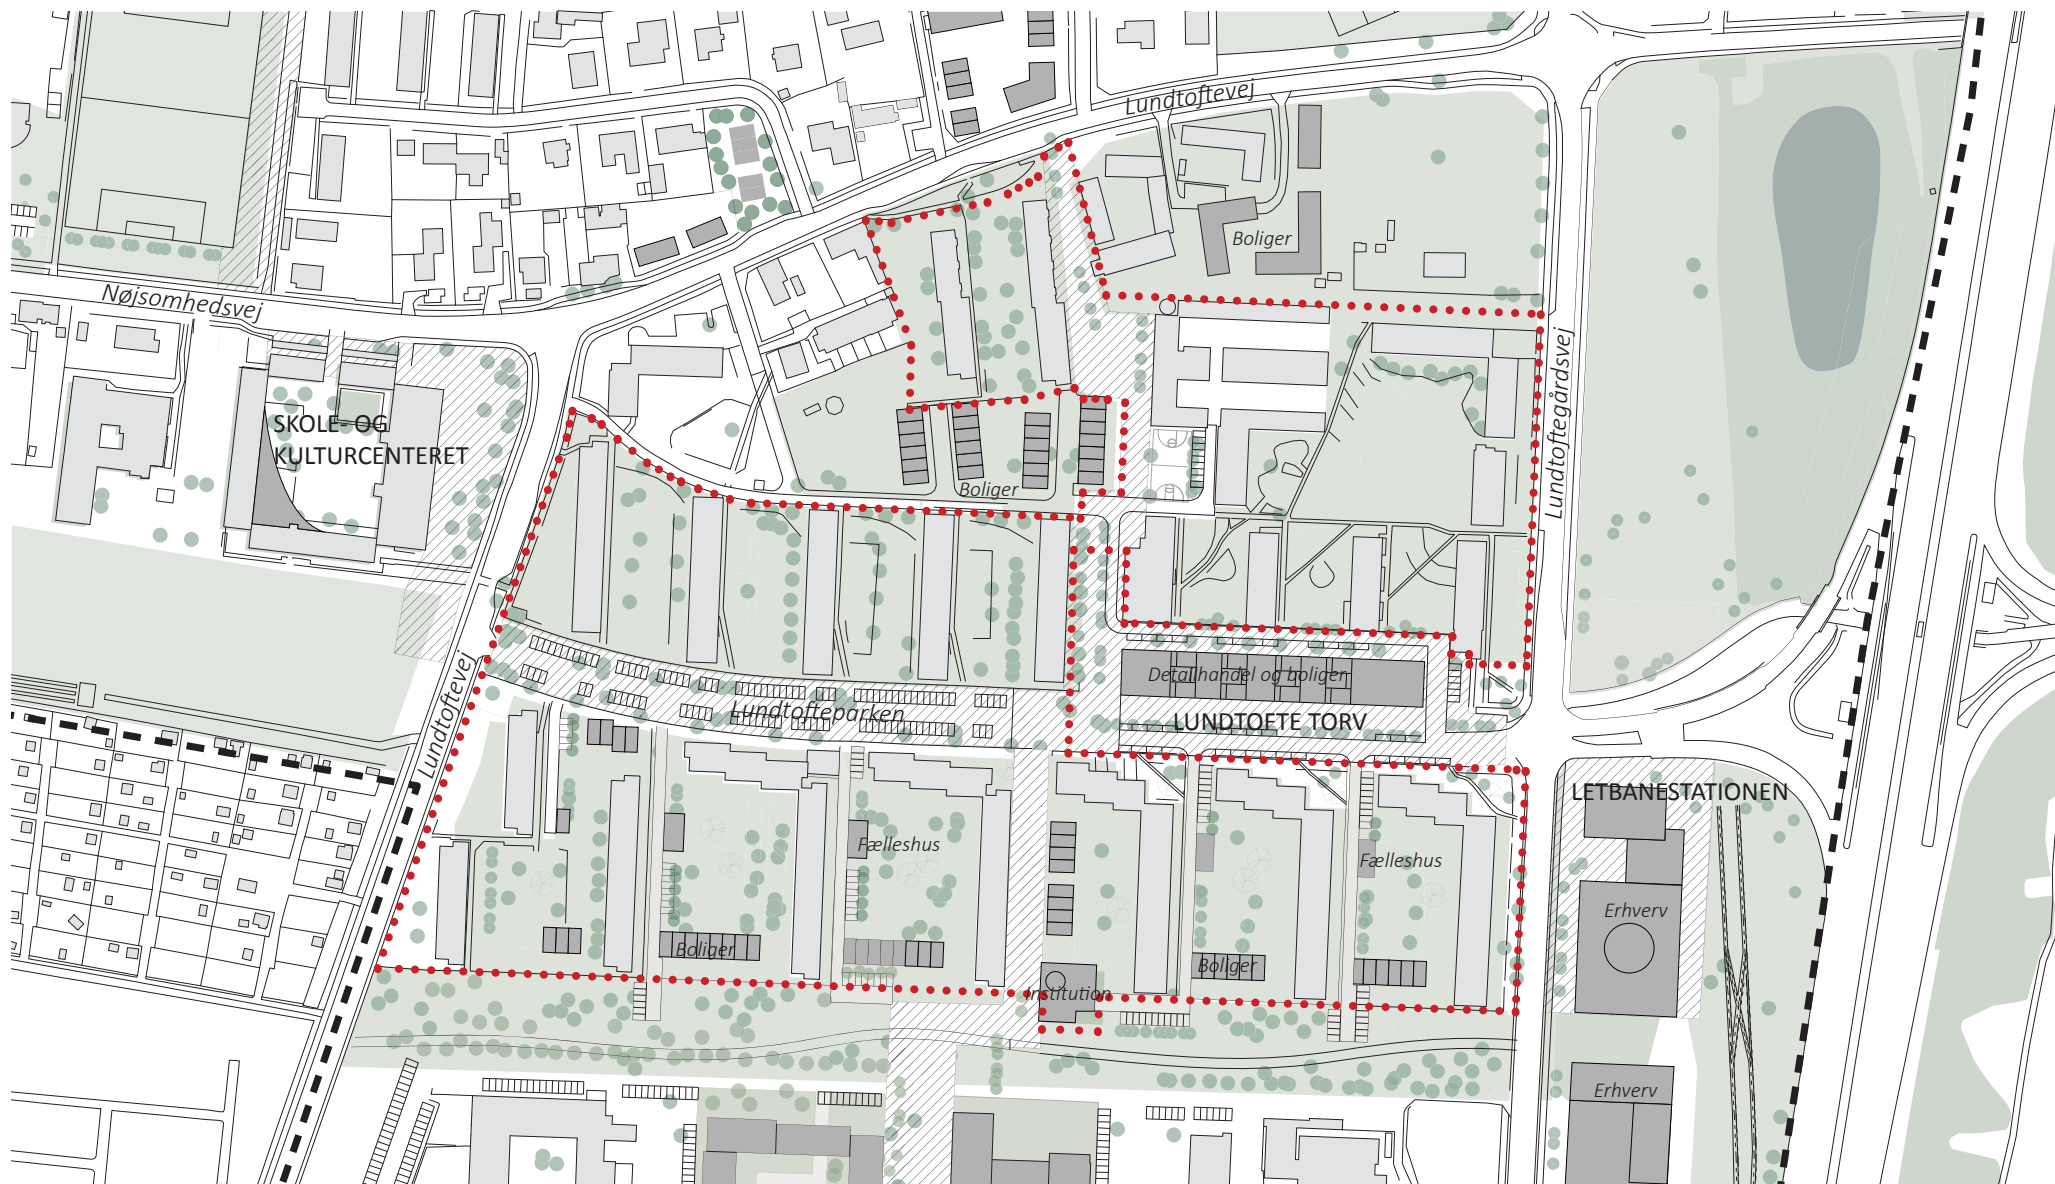 Lundtoftevej
Boliger
Nøjsomhedsvej
Lundtoftegårdsvej
SKOLE- OG
KULTURCENTERET
Boliger
Detailhandel og boliger
Lundtoftevej
Lundtofteparken
LUNDTOFTE TORV
LETBANESTATIONEN
Fælleshus
Fælleshus
Erhverv
Boliger
Boliger
Institution
Erhverv